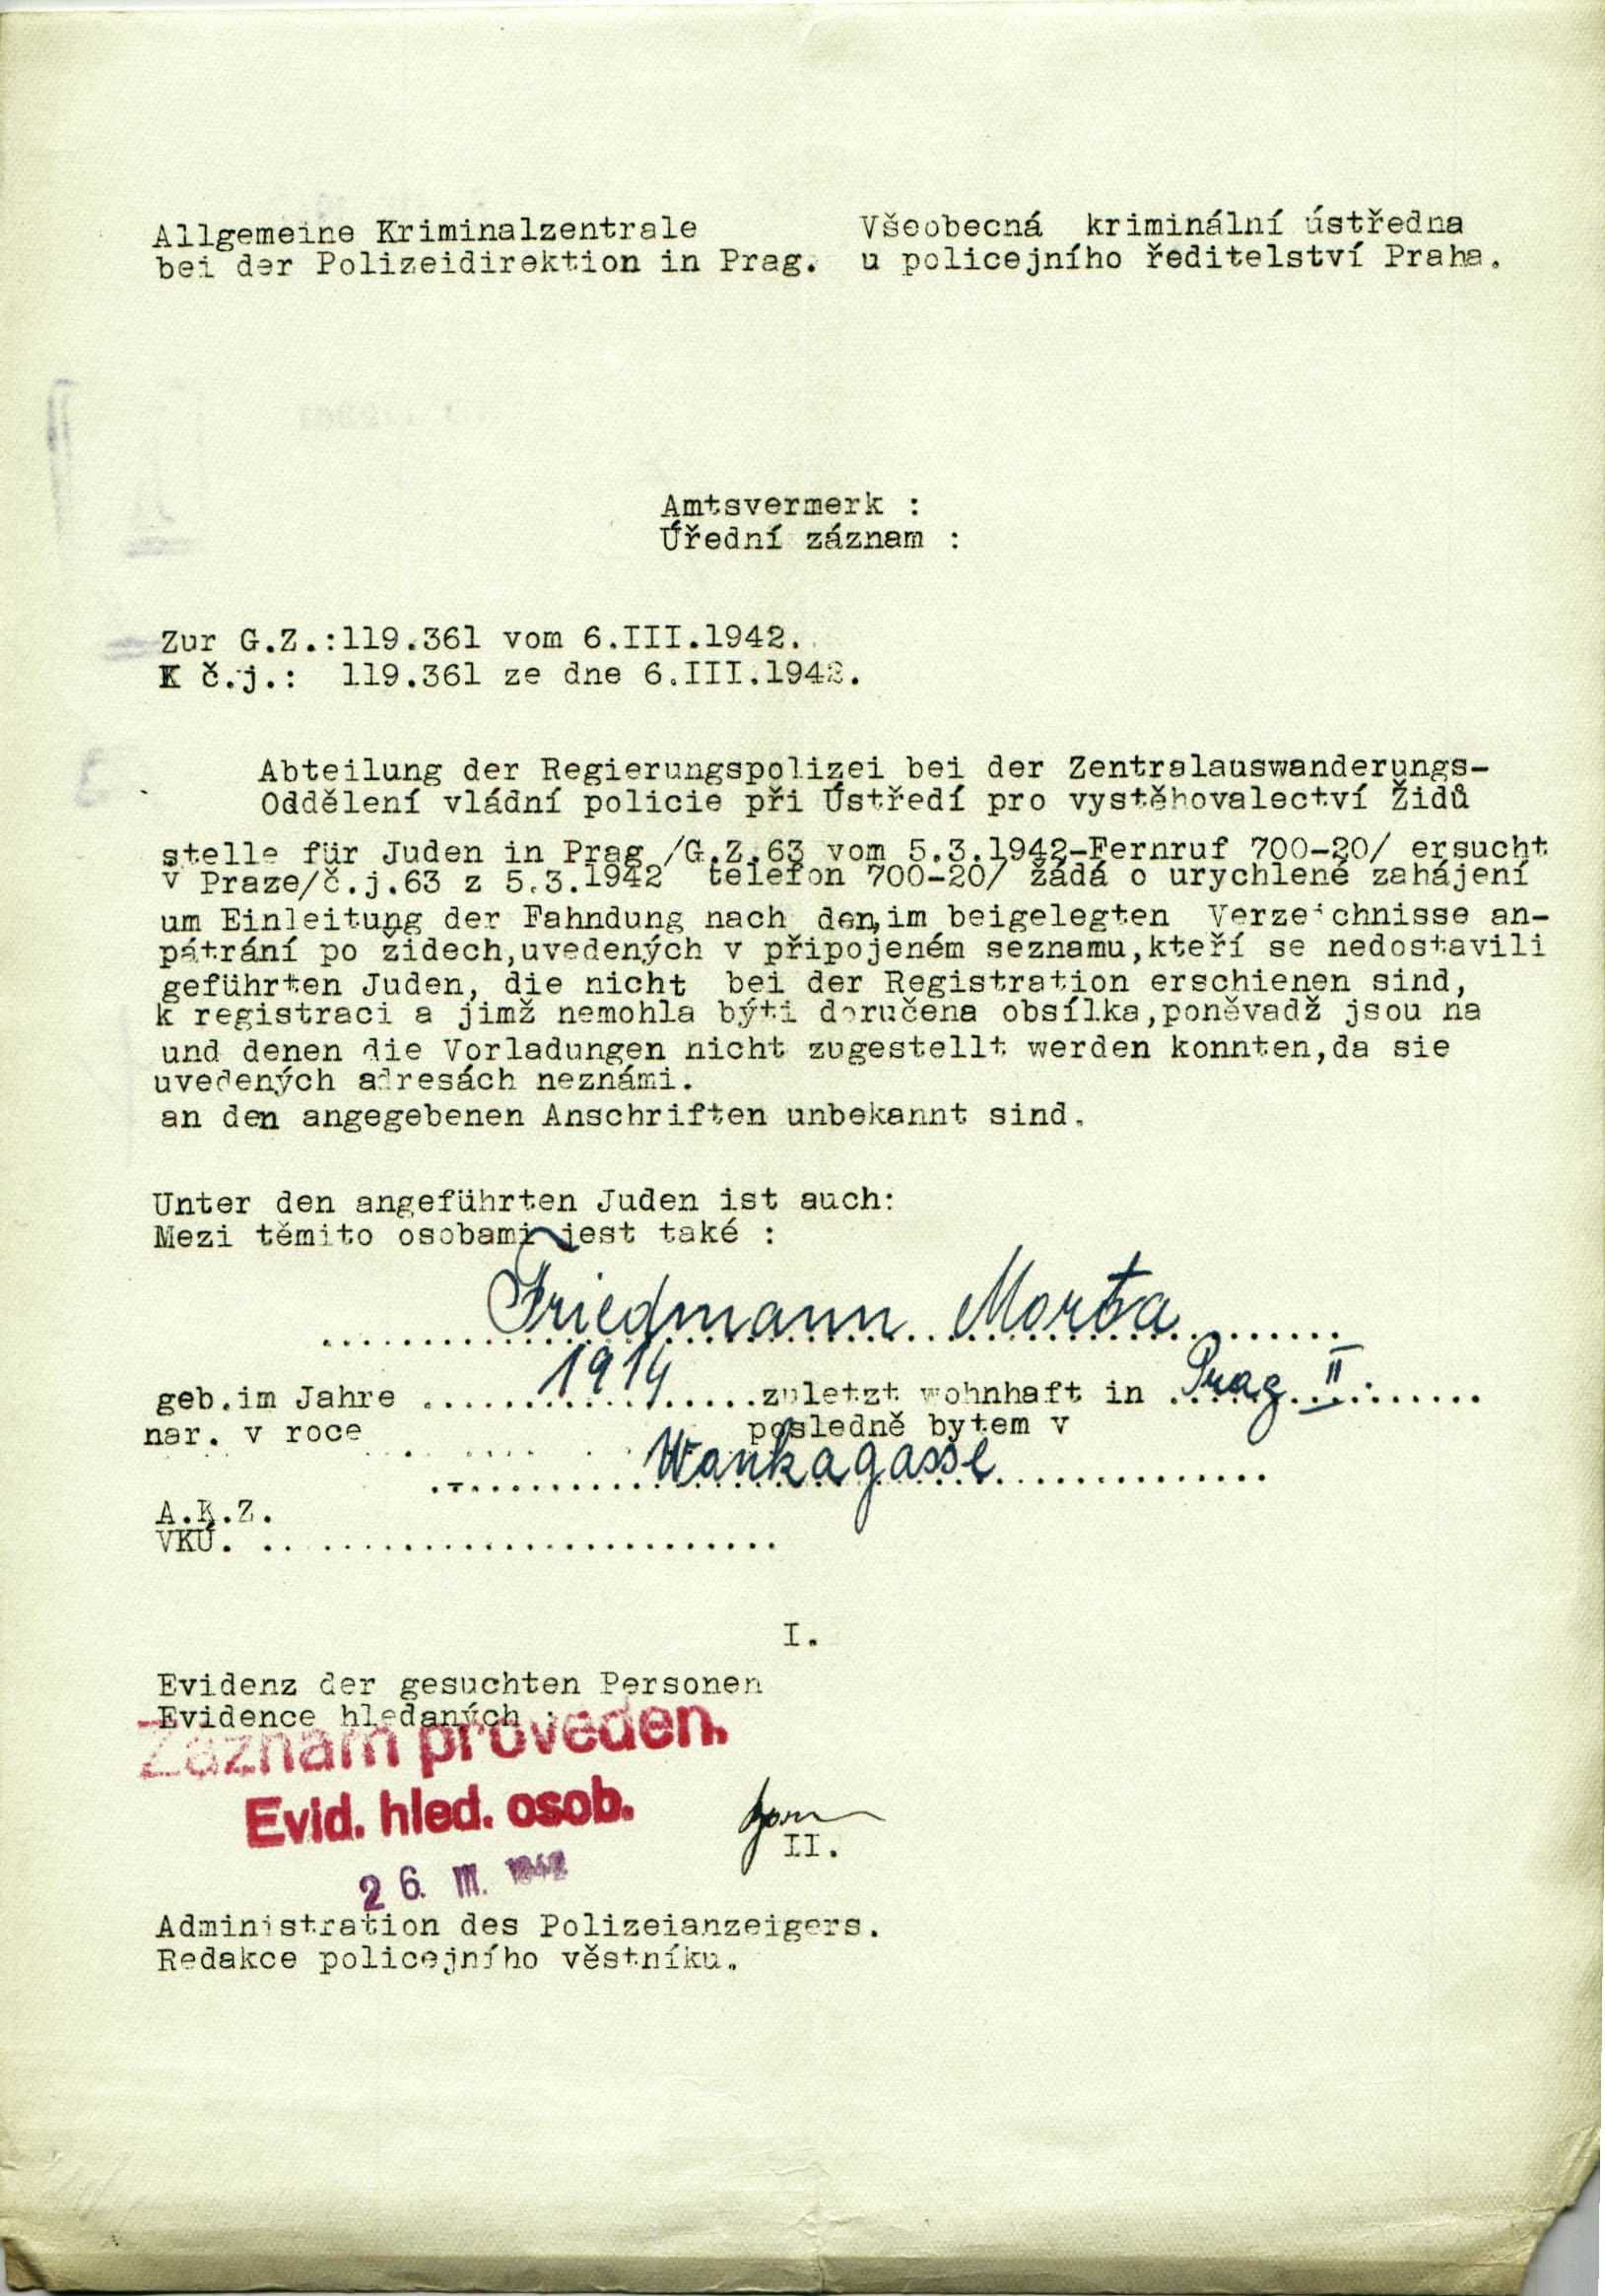 Allgemeine Kriminalzentrale Všeobecná kriminální ústředna
bei der Polizeidirektion in Prag. u policejního ředitelství Praha.
Amtsvermerk :
Úřední záznam :
Zur G.Z.:119.361 vom 6.III.1942.
K č.j.: 119.361 ze dne 6.III.1942.
Abteilung der Regierungspolizei bei der Zentralauswanderungs-
Oddělení vládní policie při Ústředí pro vystěhovalectví Židů
stelle für Juden in Prag /G.Z.63 vom 5.3.1942-Fernruf 700-20/ ersucht
v Praze/č.j.63 z 5.3.1942 telefon 700-20/ žádá o urychlené zahájení
um Einleitung der Fahndung nach den,im beigelegten Verzeichnisse an-
pátrání po židech,uvedených v připojeném seznamu,kteří se nedostavili
geführten Juden, die nicht bei der Registration erschienen sind,
k registraci a jimž nemohla býti doručena obsílka,poněvadž jsou na
und denen die Vorladungen nicht zugestellt werden konnten,da sie
uvedených adresách neznámi.
an den angegebenen Anschriften unbekannt sind.
Unter den angeführten Juden ist auch:
Mezi těmito osobami jest také :
Friedmann
geb.im Jahre 1914 zuletzt wohnhaft in Prag II
nar. v roce posledně bytem v
Wankagasse
A.K.Z.
VKÚ.
I.
Evidenz der gesuchten Personen
Evidence hledaných :
Záznam proveden.
Evid. hled. osob.
II.
26. III. 1942
Administration des Polizeianzeigers.
Redakce policejního věstníku.